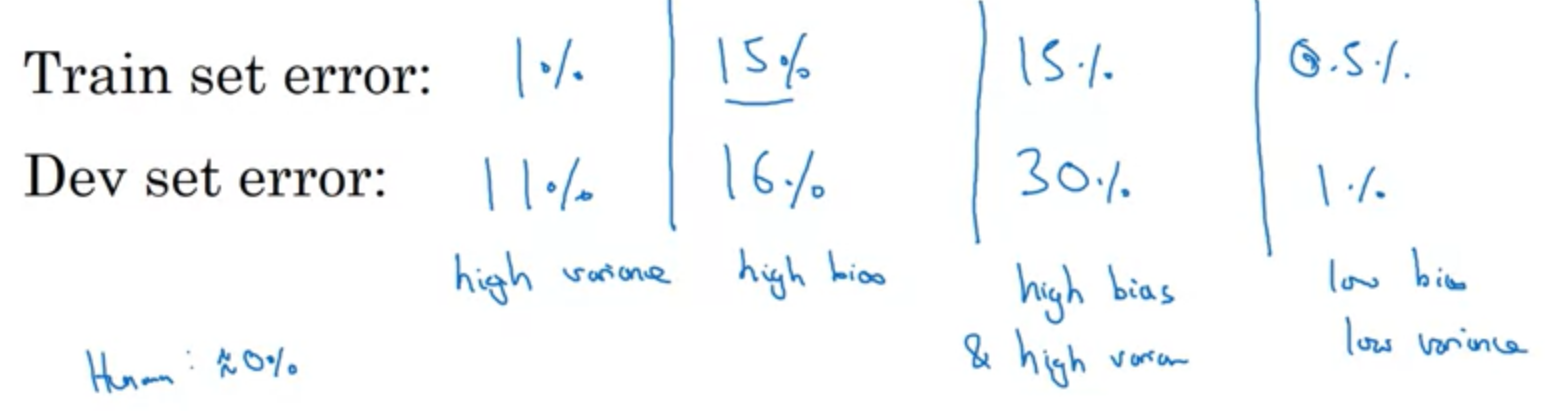 Train set error: 1% 15% 15% 0.5%
Dev set error: 11% 16% 30% 1%
high variance high bias high bias low bias
& high varian low variance
Human: ≈0%